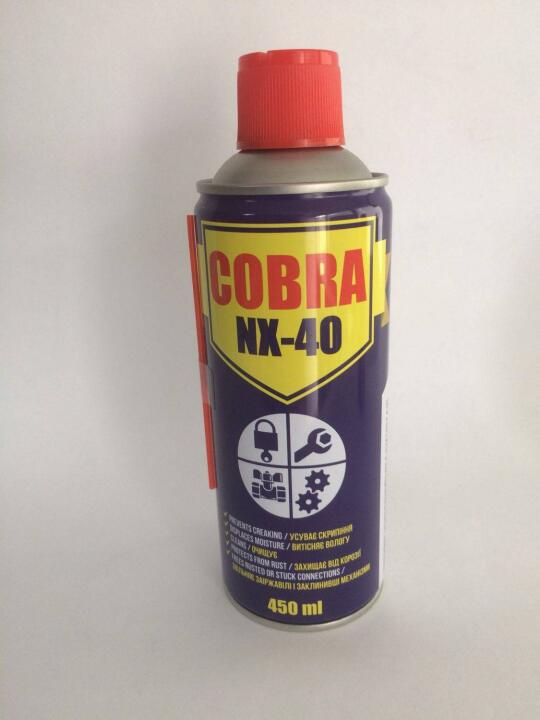 COBRA
NX-40
PREVENTS CREAKING / УСУВАЄ СКРИПІННЯ
DISPLACES MOISTURE / ВИТІСНЯЄ ВОЛОГУ
CLEANS / ОЧИЩУЄ
PROTECTS FROM RUST / ЗАХИЩАЄ ВІД КОРОЗІЇ
FREES RUSTED OR STUCK CONNECTIONS /
ЗВІЛЬНЯЄ ЗАІРЖАВІЛІ І ЗАКЛИНИВШІ МЕХАНІЗМИ
450 ml